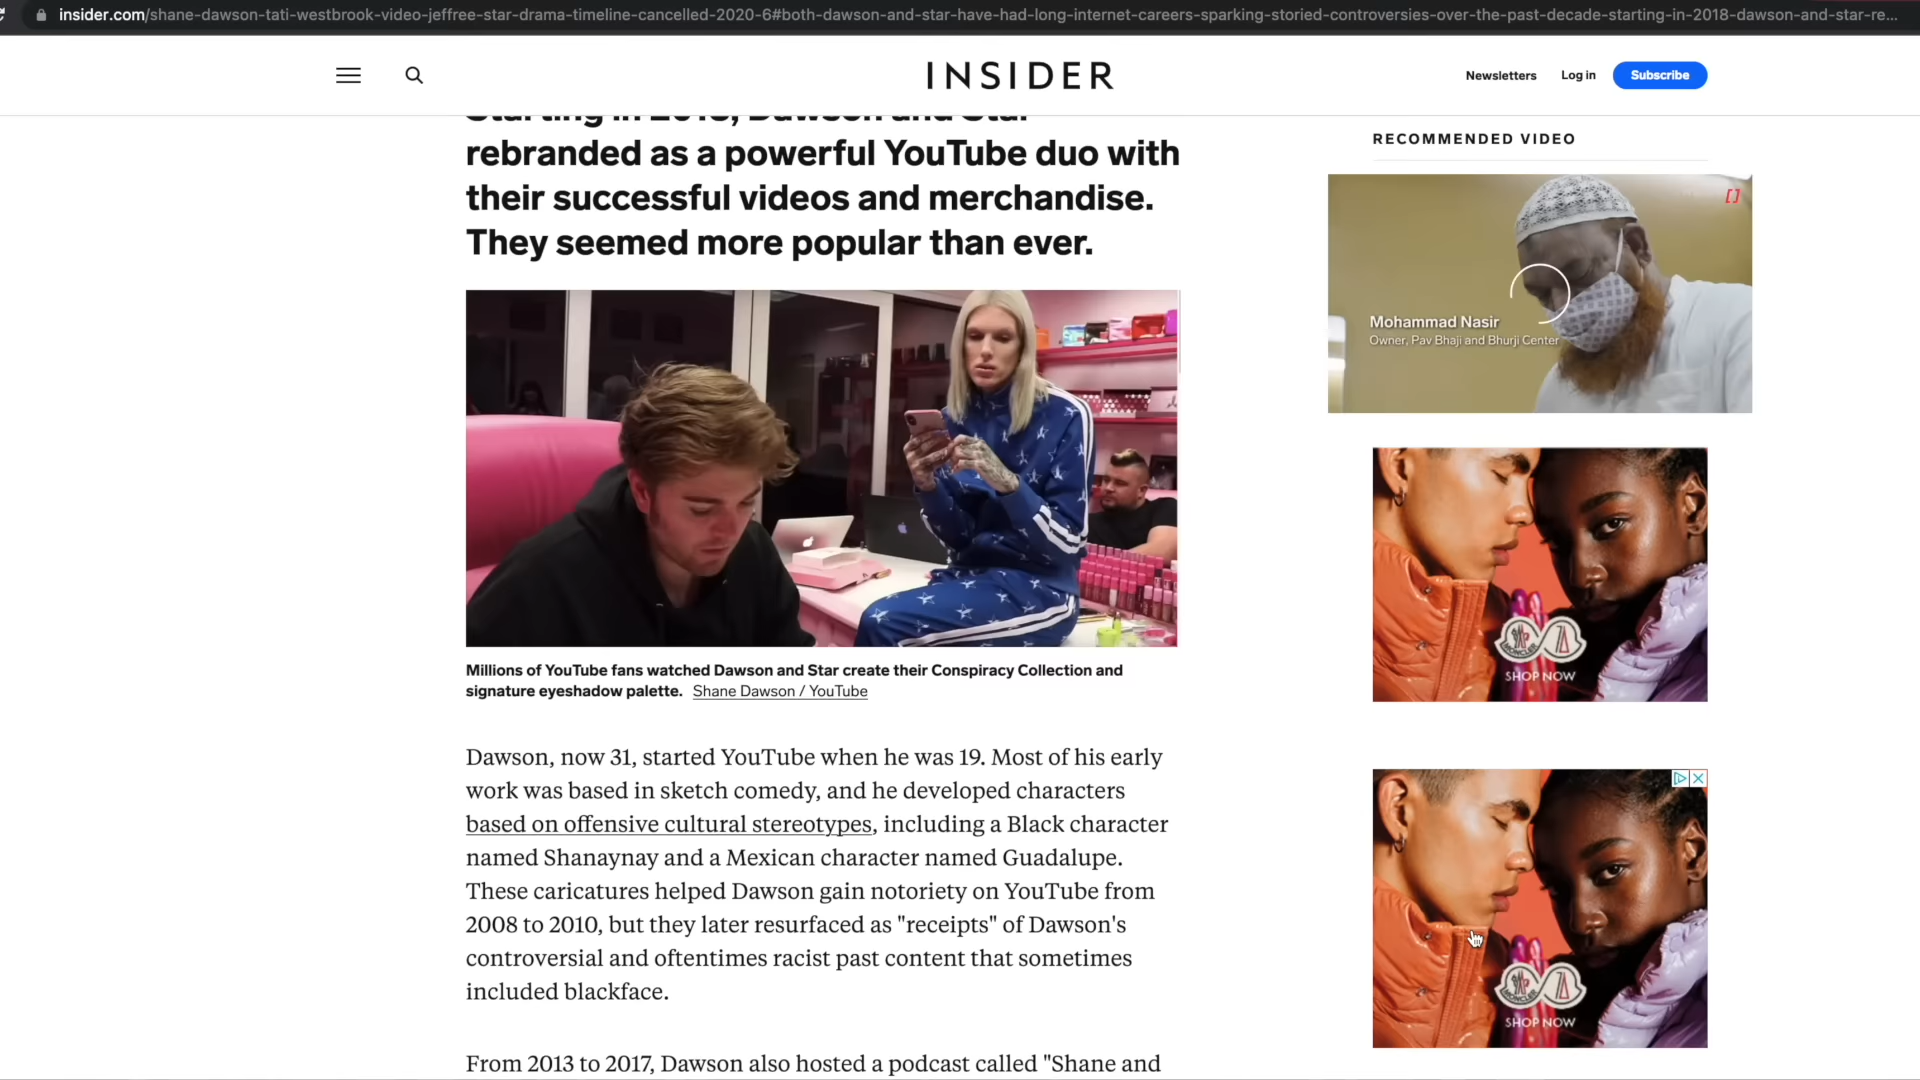 insider.com/shane-dawson-tati-westbrook-video-jeffree-star-drama-timeline-cancelled-2020-6#both-dawson-and-star-have-had-long-internet-careers-sparking-storied-controversies-over-the-past-decade-starting-in-2018-dawson-and-star-re...
INSIDER
Newsletters
Log in
Subscribe
Starting in 2018, Dawson and Star
rebranded as a powerful YouTube duo with
their successful videos and merchandise.
They seemed more popular than ever.
Millions of YouTube fans watched Dawson and Star create their Conspiracy Collection and
signature eyeshadow palette. Shane Dawson / YouTube
Dawson, now 31, started YouTube when he was 19. Most of his early
work was based in sketch comedy, and he developed characters
based on offensive cultural stereotypes, including a Black character
named Shanaynay and a Mexican character named Guadalupe.
These caricatures helped Dawson gain notoriety on YouTube from
2008 to 2010, but they later resurfaced as "receipts" of Dawson's
controversial and oftentimes racist past content that sometimes
included blackface.
From 2013 to 2017, Dawson also hosted a podcast called "Shane and
RECOMMENDED VIDEO
[ ]
Mohammad Nasir
Owner, Pav Bhaji and Bhurji Center
MONCLER
SHOP NOW
MONCLER
SHOP NOW